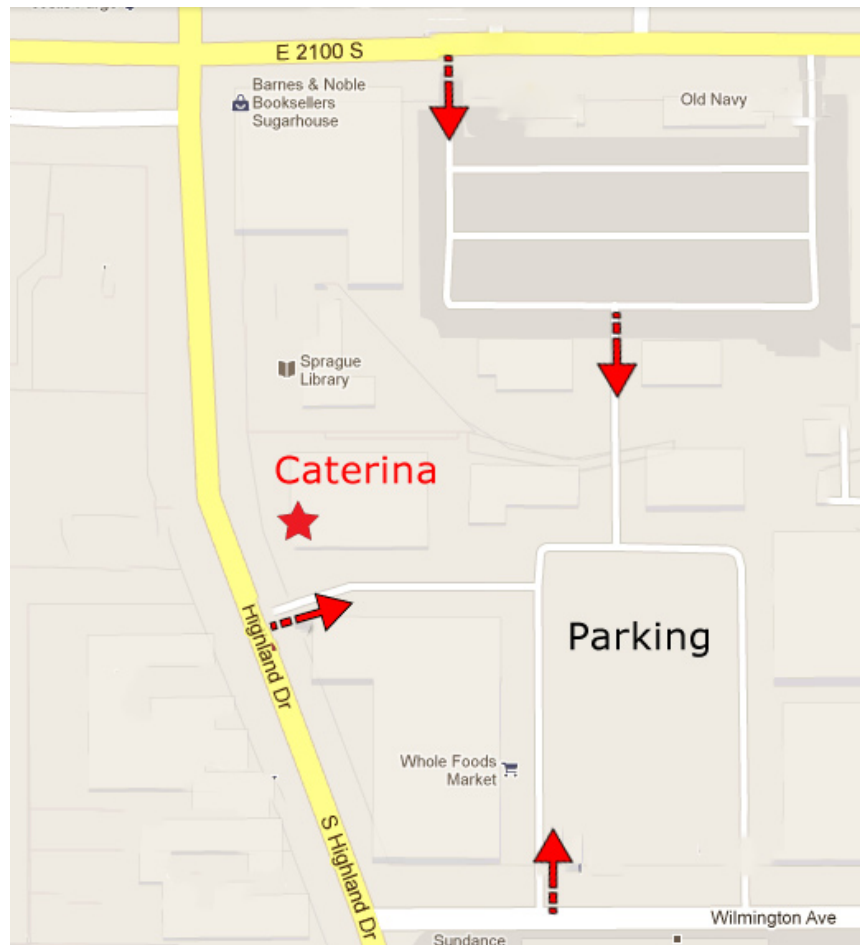 E 2100 S
Barnes & Noble
Booksellers
Sugarhouse
Old Navy
Sprague
Library
Caterina
Highland Dr
Parking
Whole Foods
Market
S Highland Dr
Wilmington Ave
Sundance